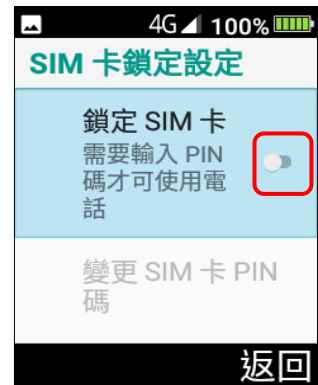 4G 100%
SIM 卡鎖定設定
鎖定 SIM 卡
需要輸入 PIN
碼才可使用電
話
變更 SIM 卡 PIN
碼
返回